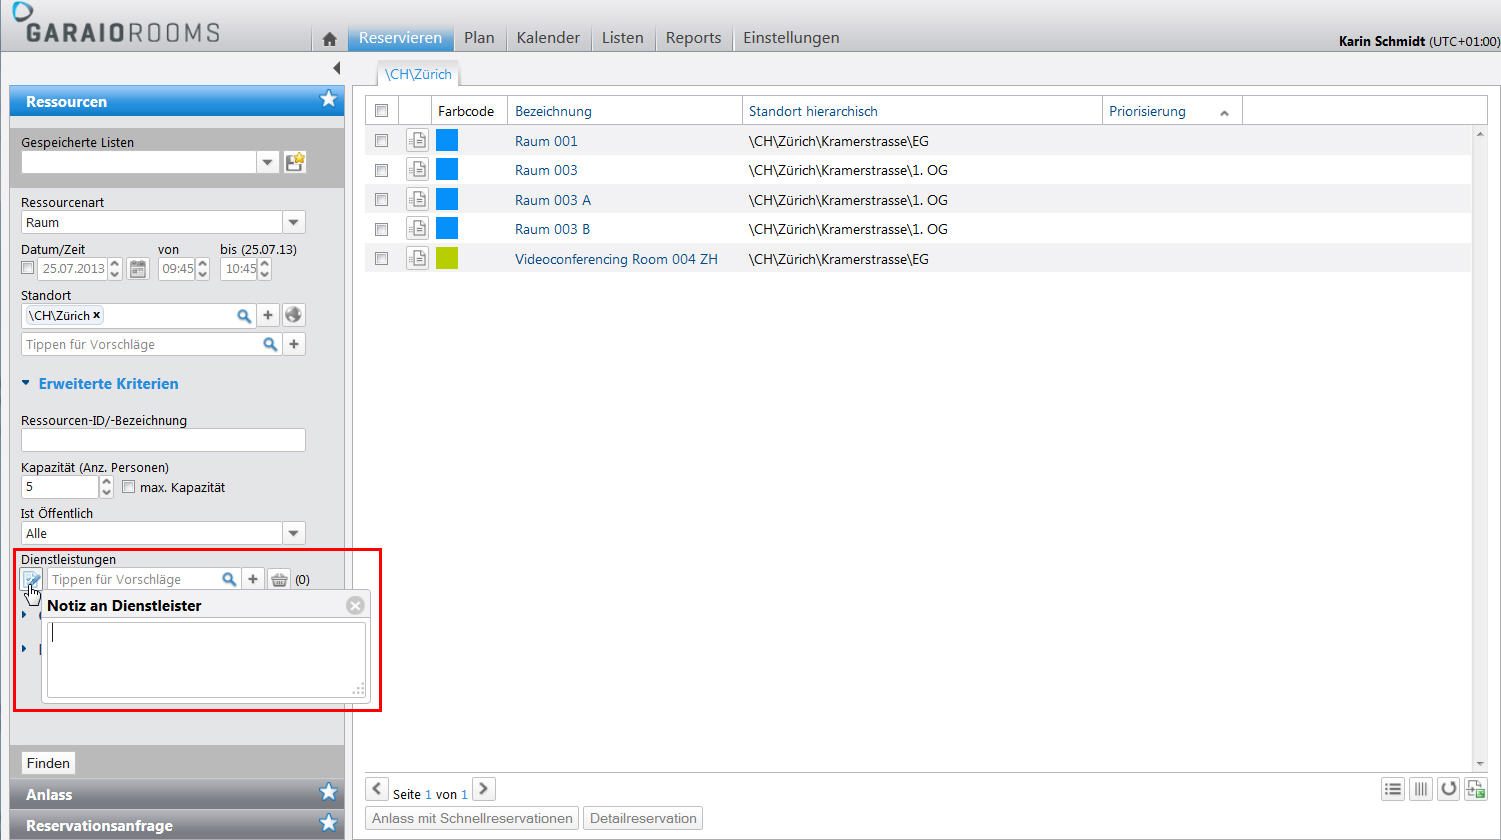 GARAIOROOMS
Reservieren Plan Kalender Listen Reports Einstellungen
Karin Schmidt (UTC+01:00)
\CH\Zürich
Ressourcen
Gespeicherte Listen
Ressourcenart
Raum
Datum/Zeit von bis (25.07.13)
25.07.2013 09:45 10:45
Standort
\CH\Zürich x
Tippen für Vorschläge
Erweiterte Kriterien
Ressourcen-ID/-Bezeichnung
Kapazität (Anz. Personen)
5 max. Kapazität
Ist Öffentlich
Alle
Dienstleistungen
Tippen für Vorschläge (0)
Notiz an Dienstleister
Finden
Anlass
Reservationsanfrage
Farbcode Bezeichnung Standort hierarchisch Priorisierung
Raum 001 \CH\Zürich\Kramerstrasse\EG
Raum 003 \CH\Zürich\Kramerstrasse\1. OG
Raum 003 A \CH\Zürich\Kramerstrasse\1. OG
Raum 003 B \CH\Zürich\Kramerstrasse\1. OG
Videoconferencing Room 004 ZH \CH\Zürich\Kramerstrasse\EG
Seite 1 von 1
Anlass mit Schnellreservationen Detailreservation